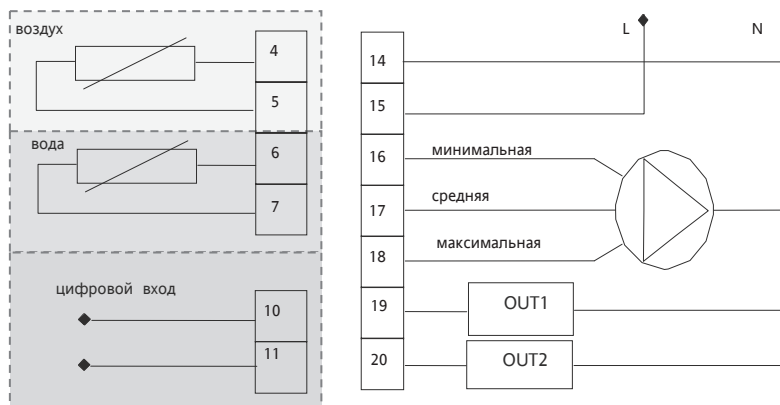 воздух
4
5
вода
6
7
цифровой вход
10
11
L N
14
15
16 минимальная
17 средняя
18 максимальная
19 OUT1
20 OUT2